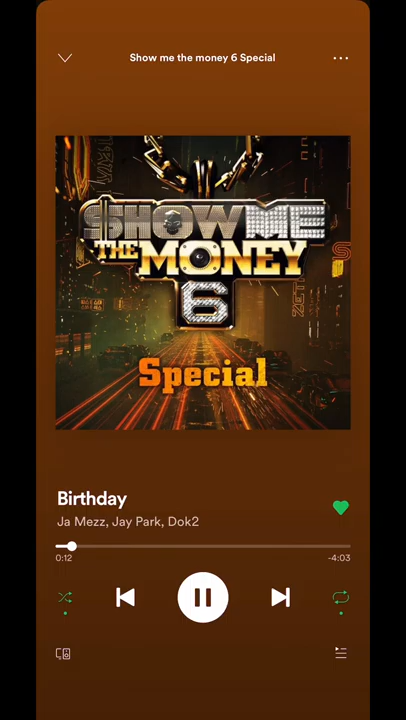 Show me the money 6 Special
$HOW ME
THE MONEY
6
Special
Birthday
Ja Mezz, Jay Park, Dok2
0:12
-4:03